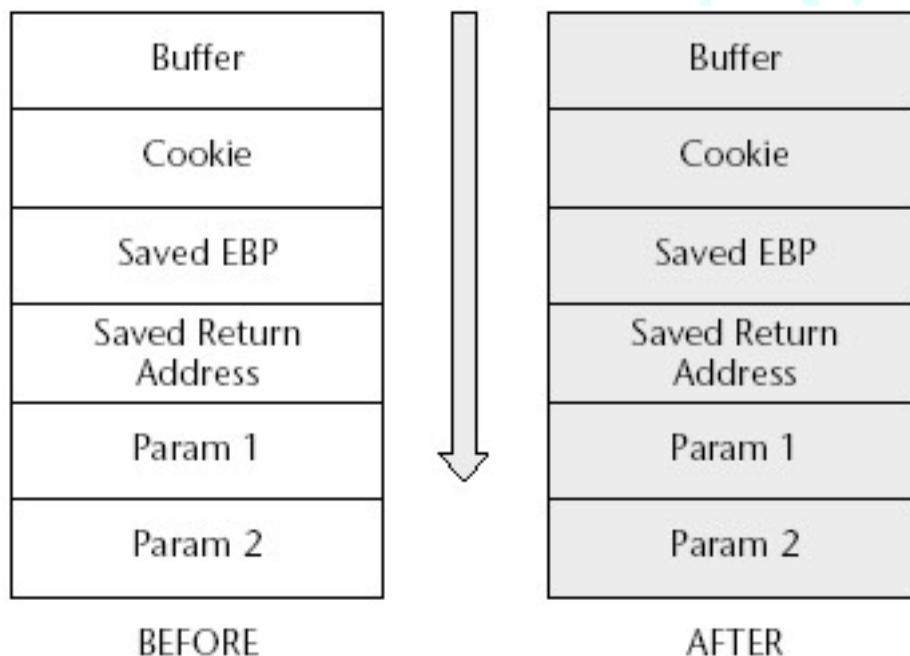 Buffer
Cookie
Saved EBP
Saved Return
Address
Param 1
Param 2
BEFORE
Buffer
Cookie
Saved EBP
Saved Return
Address
Param 1
Param 2
AFTER